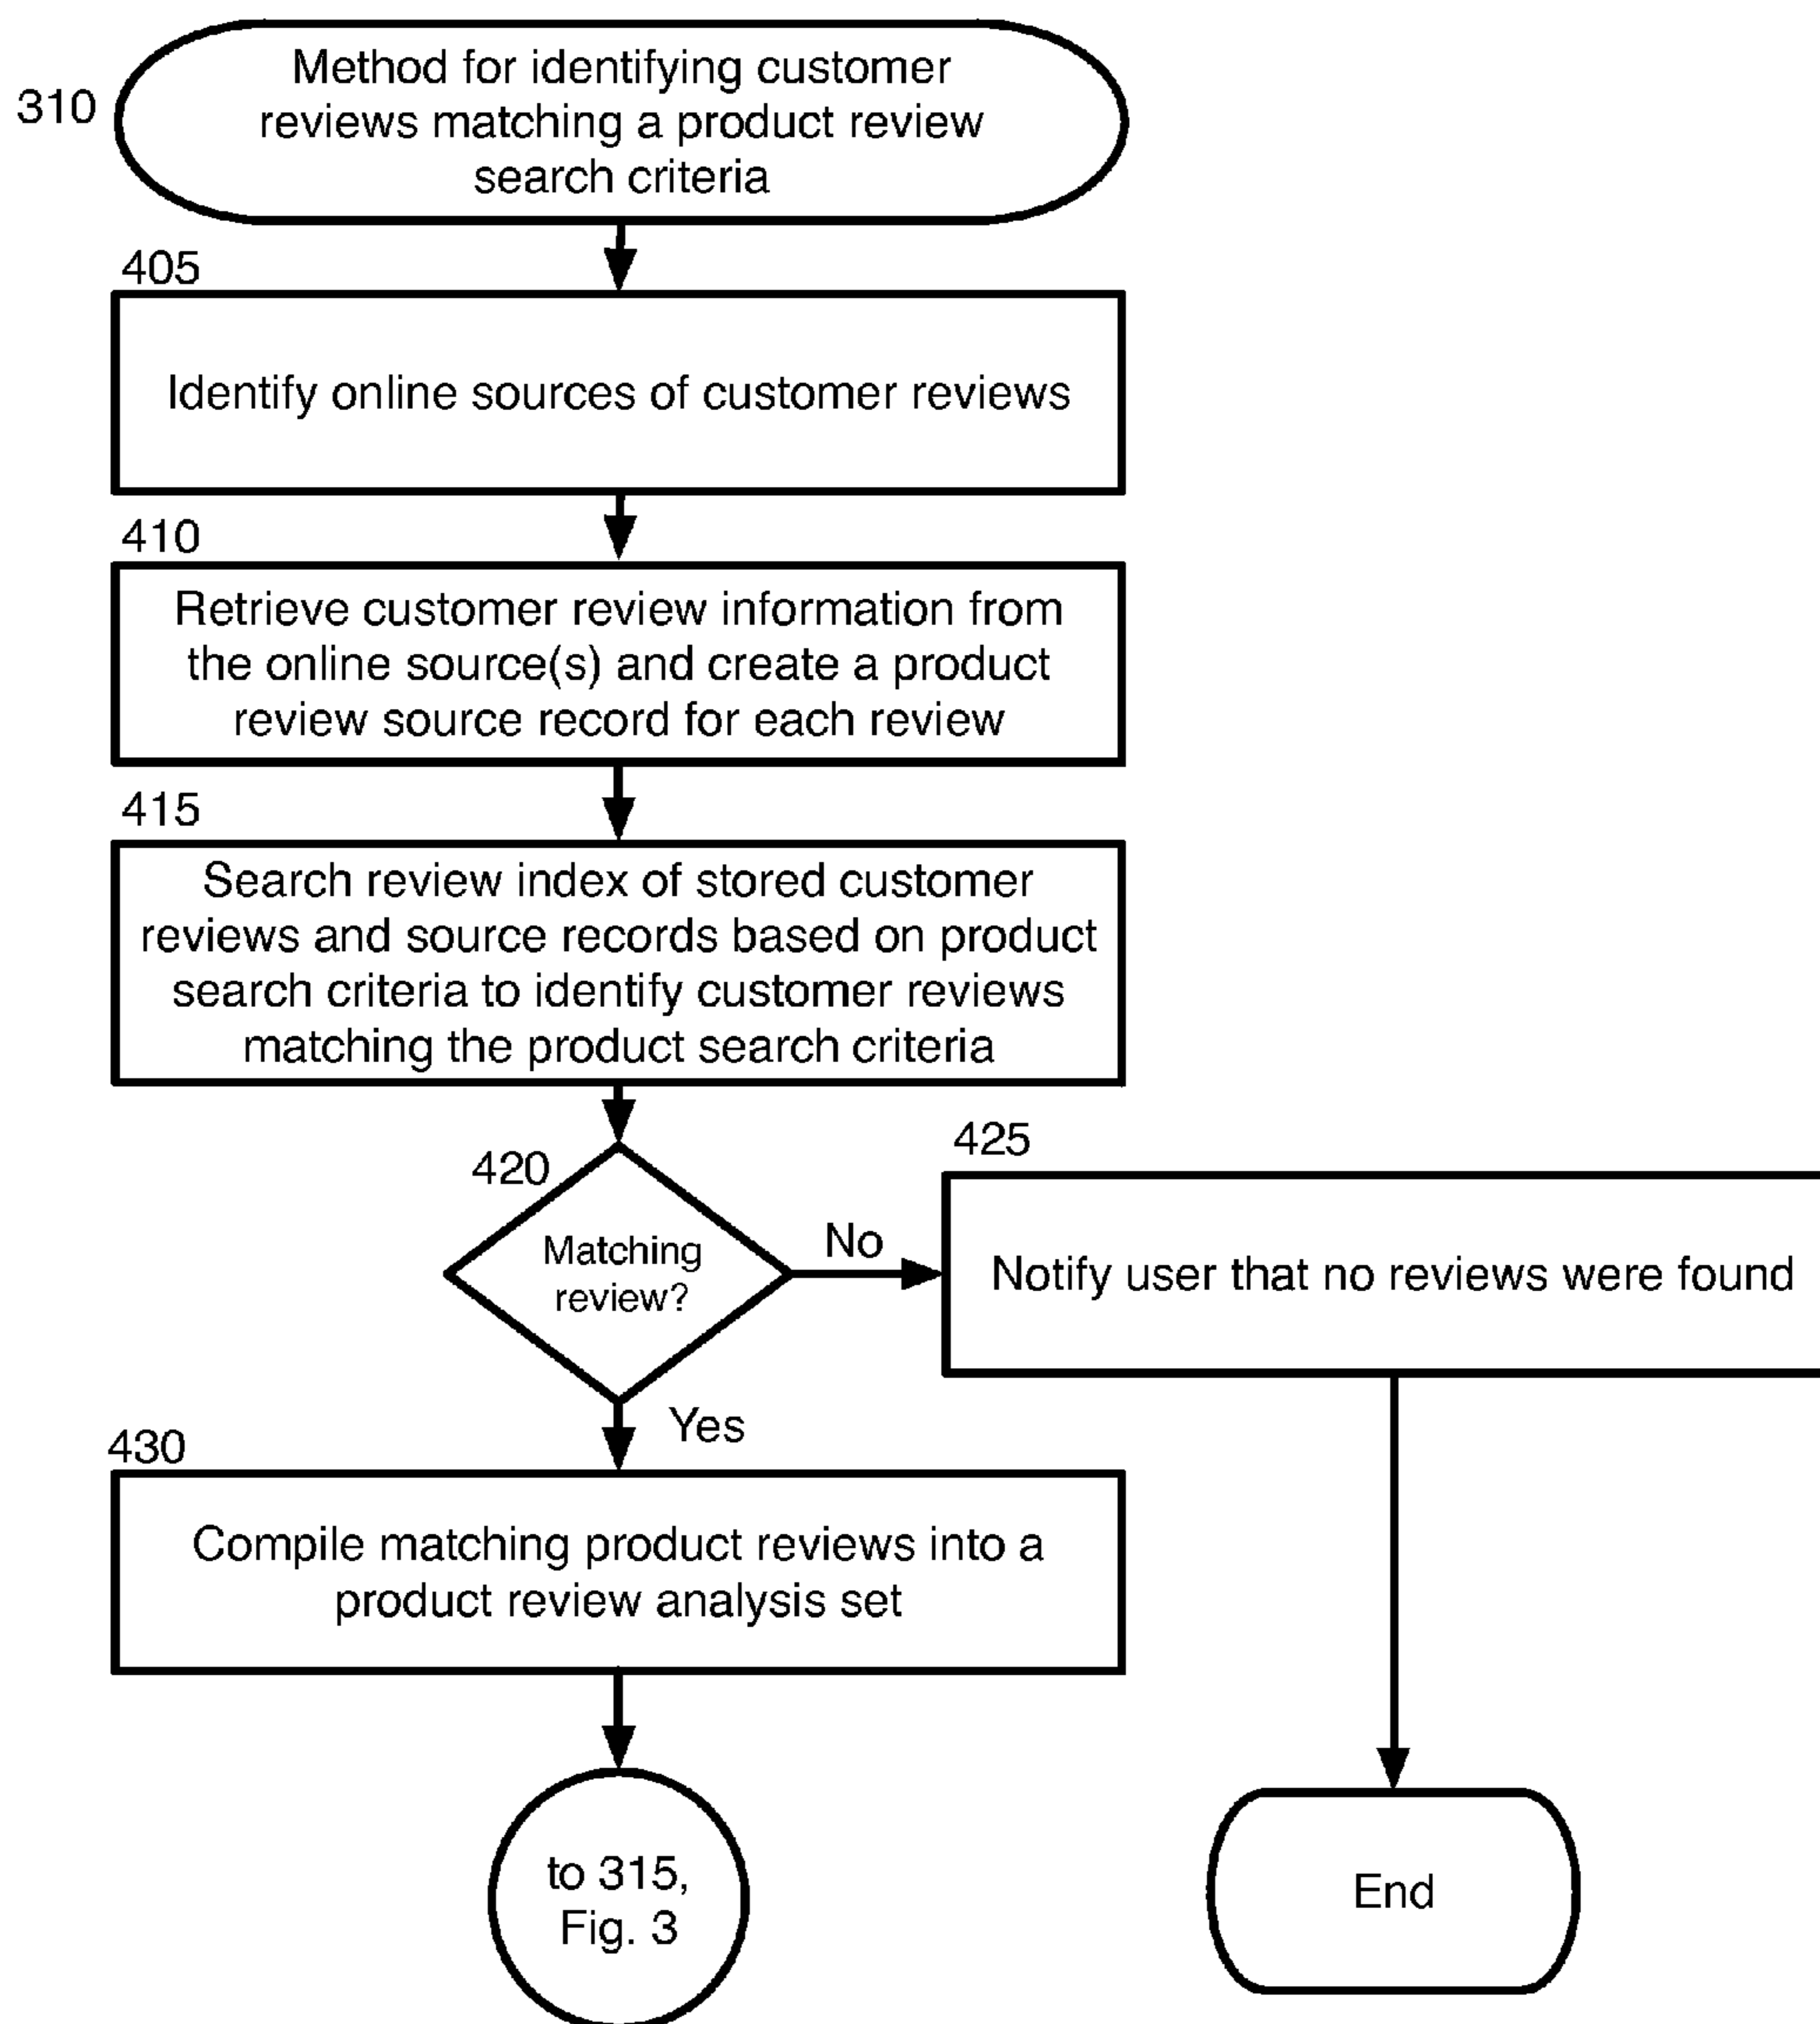 310
Method for identifying customer
reviews matching a product review
search criteria
405
Identify online sources of customer reviews
410
Retrieve customer review information from
the online source(s) and create a product
review source record for each review
415
Search review index of stored customer
reviews and source records based on product
search criteria to identify customer reviews
matching the product search criteria
420
Matching
review?
No
425
Notify user that no reviews were found
Yes
430
Compile matching product reviews into a
product review analysis set
to 315,
Fig. 3
End